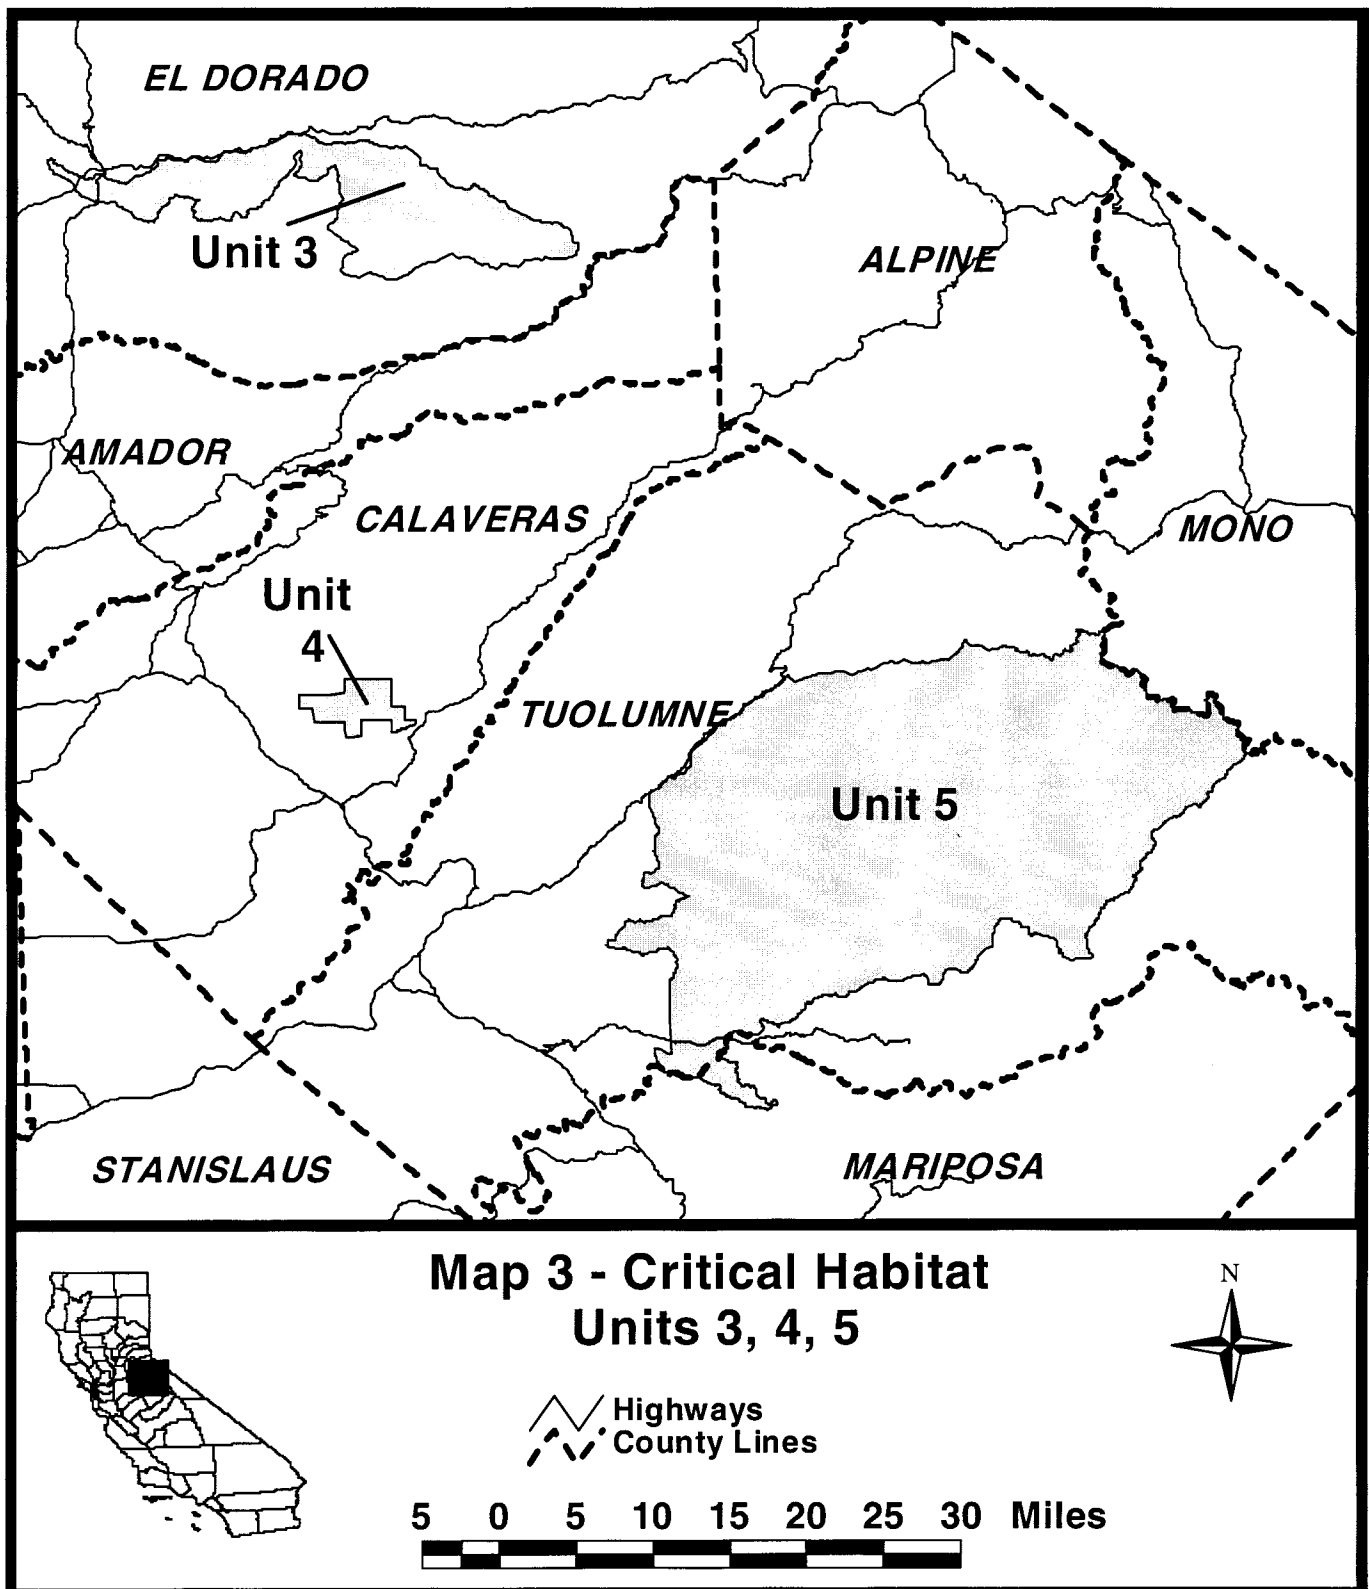 EL DORADO
Unit 3
ALPINE
AMADOR
CALAVERAS
MONO
Unit
4
TUOLUMNE
Unit 5
STANISLAUS
MARIPOSA
Map 3 - Critical Habitat
Units 3, 4, 5
N
Highways
County Lines
5 0 5 10 15 20 25 30 Miles